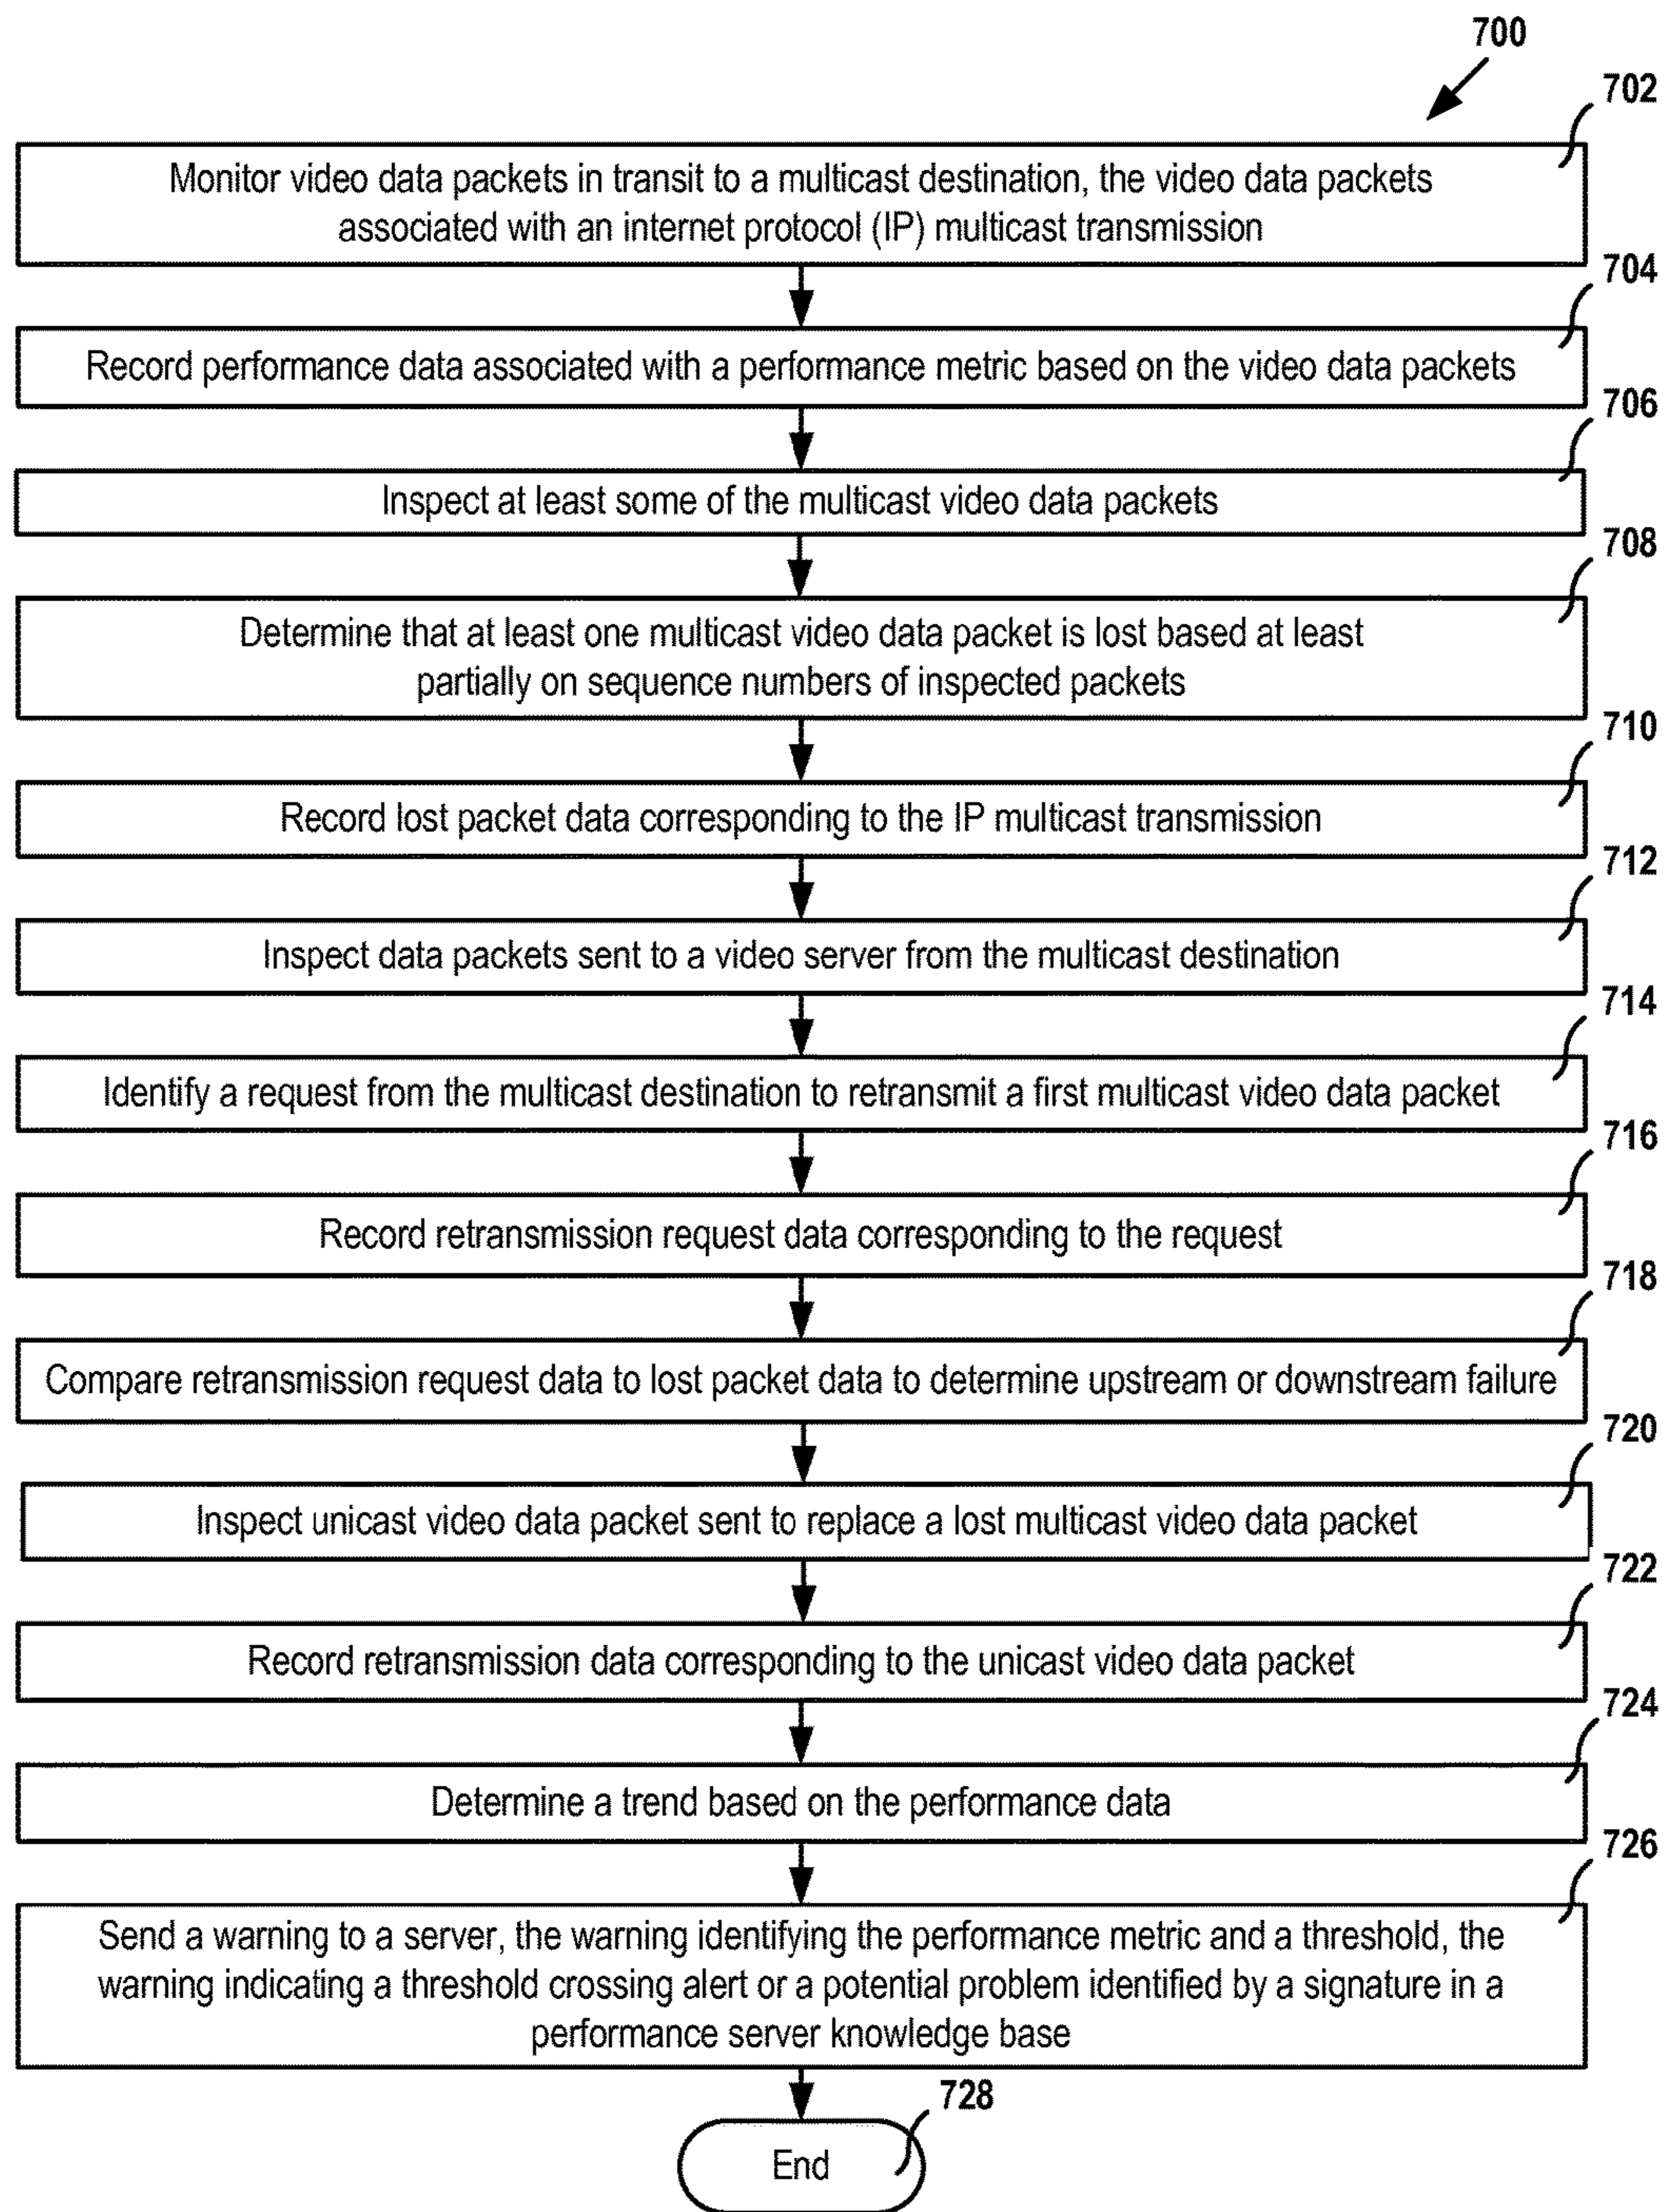 700
702
Monitor video data packets in transit to a multicast destination, the video data packets
associated with an internet protocol (IP) multicast transmission
704
Record performance data associated with a performance metric based on the video data packets
706
Inspect at least some of the multicast video data packets
708
Determine that at least one multicast video data packet is lost based at least
partially on sequence numbers of inspected packets
710
Record lost packet data corresponding to the IP multicast transmission
712
Inspect data packets sent to a video server from the multicast destination
714
Identify a request from the multicast destination to retransmit a first multicast video data packet
716
Record retransmission request data corresponding to the request
718
Compare retransmission request data to lost packet data to determine upstream or downstream failure
720
Inspect unicast video data packet sent to replace a lost multicast video data packet
722
Record retransmission data corresponding to the unicast video data packet
724
Determine a trend based on the performance data
726
Send a warning to a server, the warning identifying the performance metric and a threshold, the
warning indicating a threshold crossing alert or a potential problem identified by a signature in a
performance server knowledge base
728
End